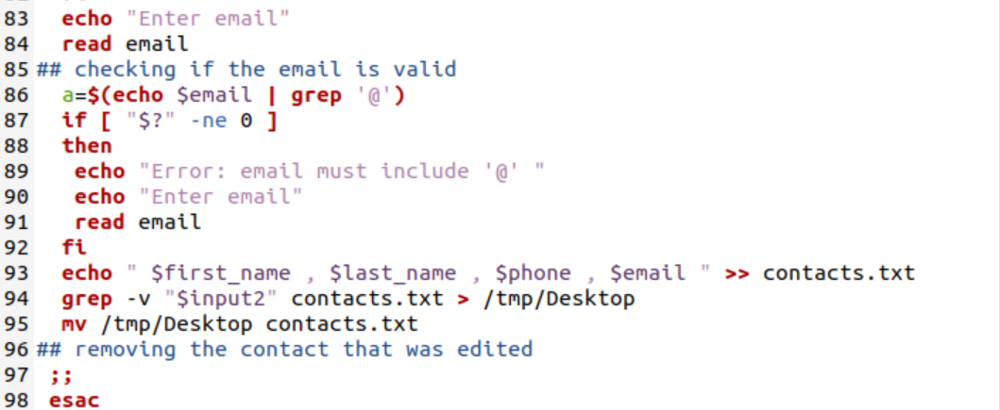 83 echo "Enter email"
84 read email
85 ## checking if the email is valid
86 a=$(echo $email | grep '@')
87 if [ "$?" -ne 0 ]
88 then
89 echo "Error: email must include '@' "
90 echo "Enter email"
91 read email
92 fi
93 echo " $first_name , $last_name , $phone , $email " >> contacts.txt
94 grep -v "$input2" contacts.txt > /tmp/Desktop
95 mv /tmp/Desktop contacts.txt
96 ## removing the contact that was edited
97 ;;
98 esac